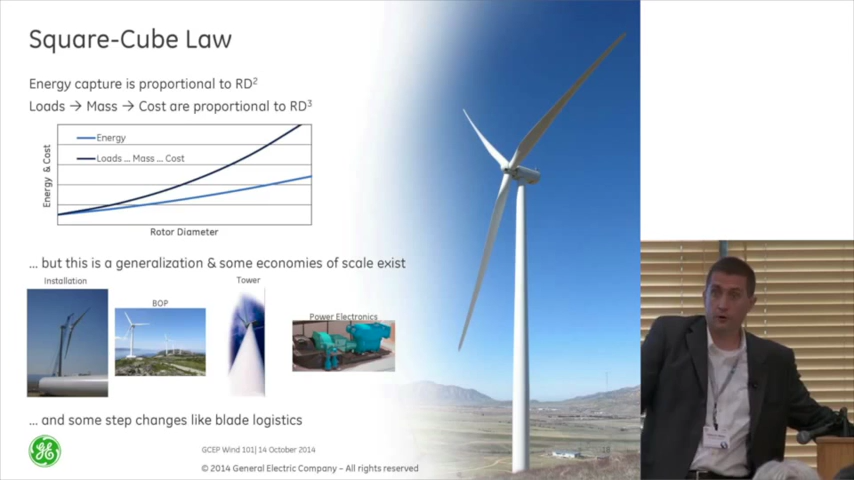 Square-Cube Law
Energy capture is proportional to RD²
Loads → Mass → Cost are proportional to RD³
Energy
Loads ... Mass ... Cost
Energy & Cost
Rotor Diameter
... but this is a generalization & some economies of scale exist
Installation
BOP
Tower
Power Electronics
... and some step changes like blade logistics
GCEP Wind 101| 14 October 2014
© 2014 General Electric Company – All rights reserved